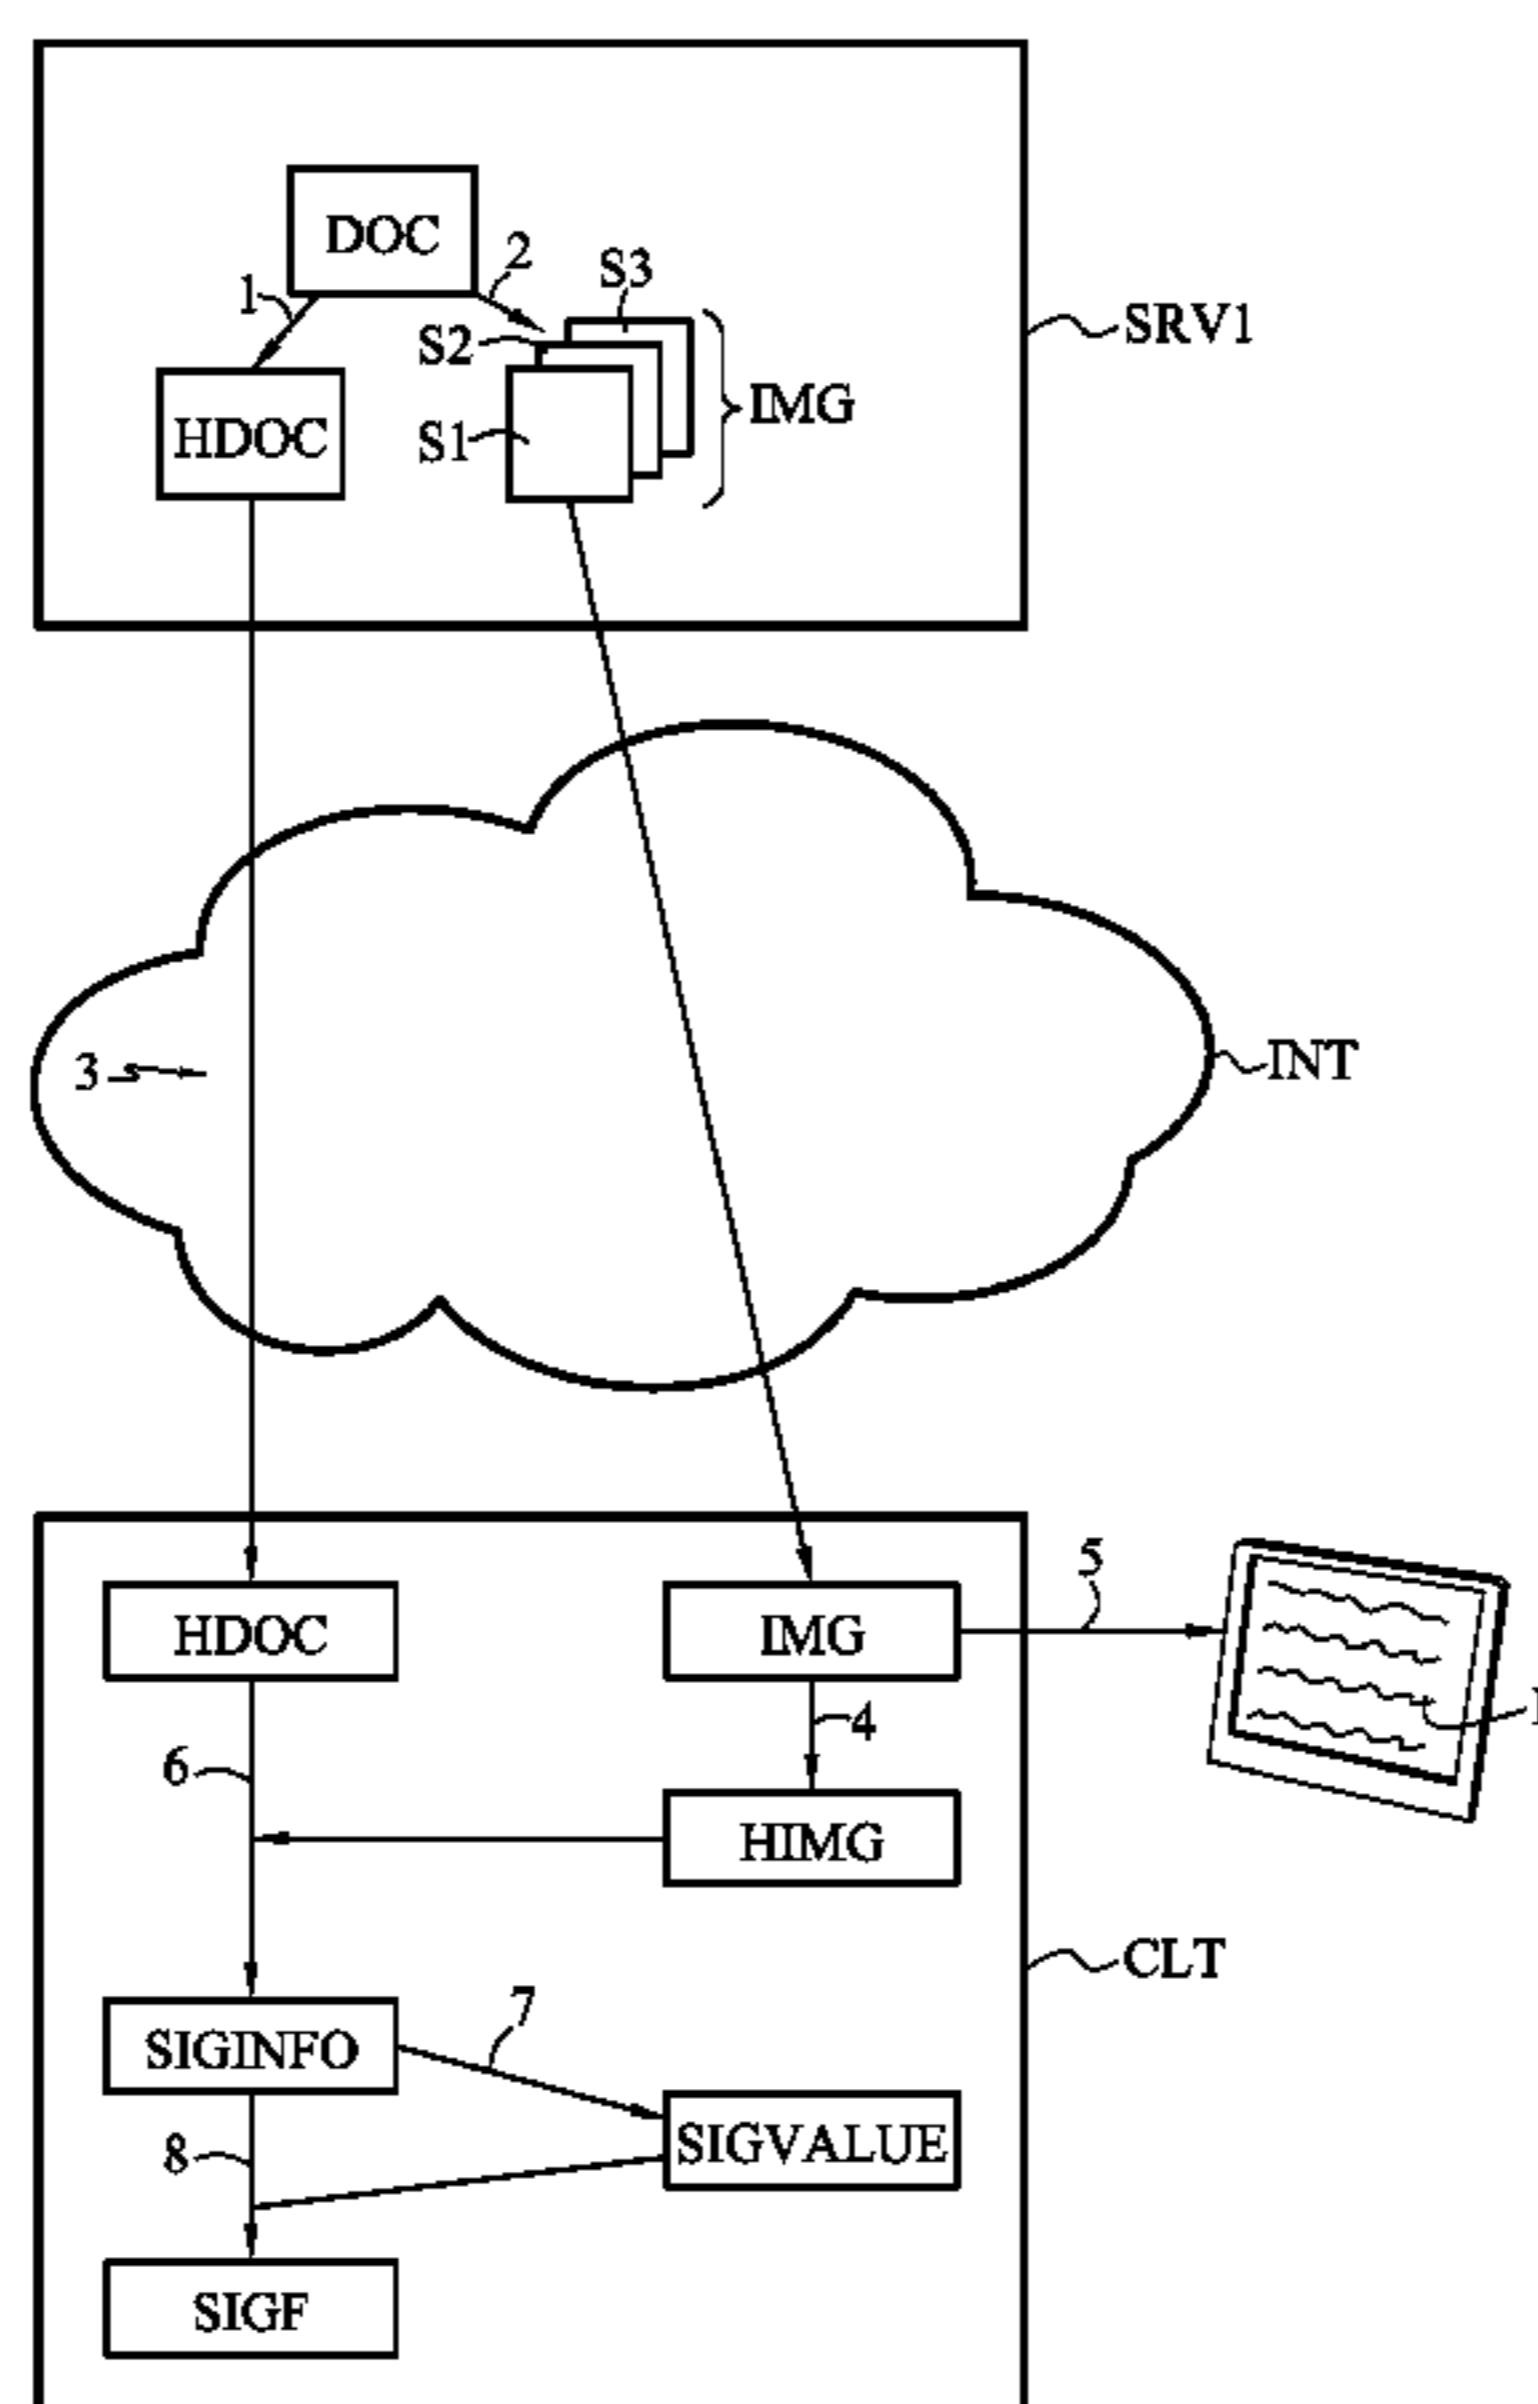 DOC
2
S3
1
S2
SRV1
IMG
HDOC
S1
INT
3
5
HDOC
IMG
4
6
HIMG
CLT
7
SIGINFO
SIGVALUE
8
SIGF